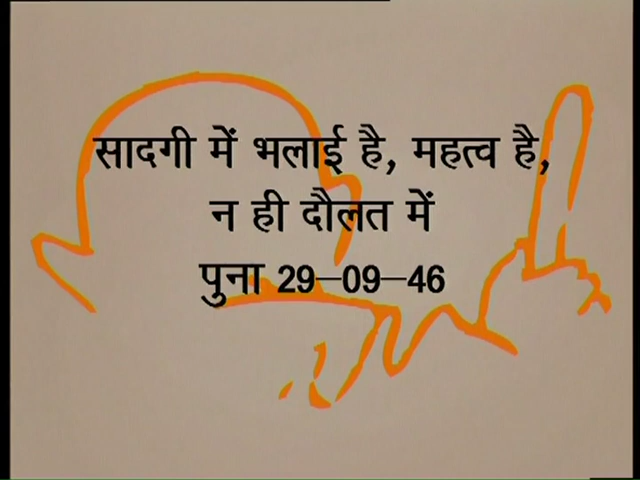 सादगी में भलाई है, महत्व है,
न ही दौलत में
पुना 29–09–46